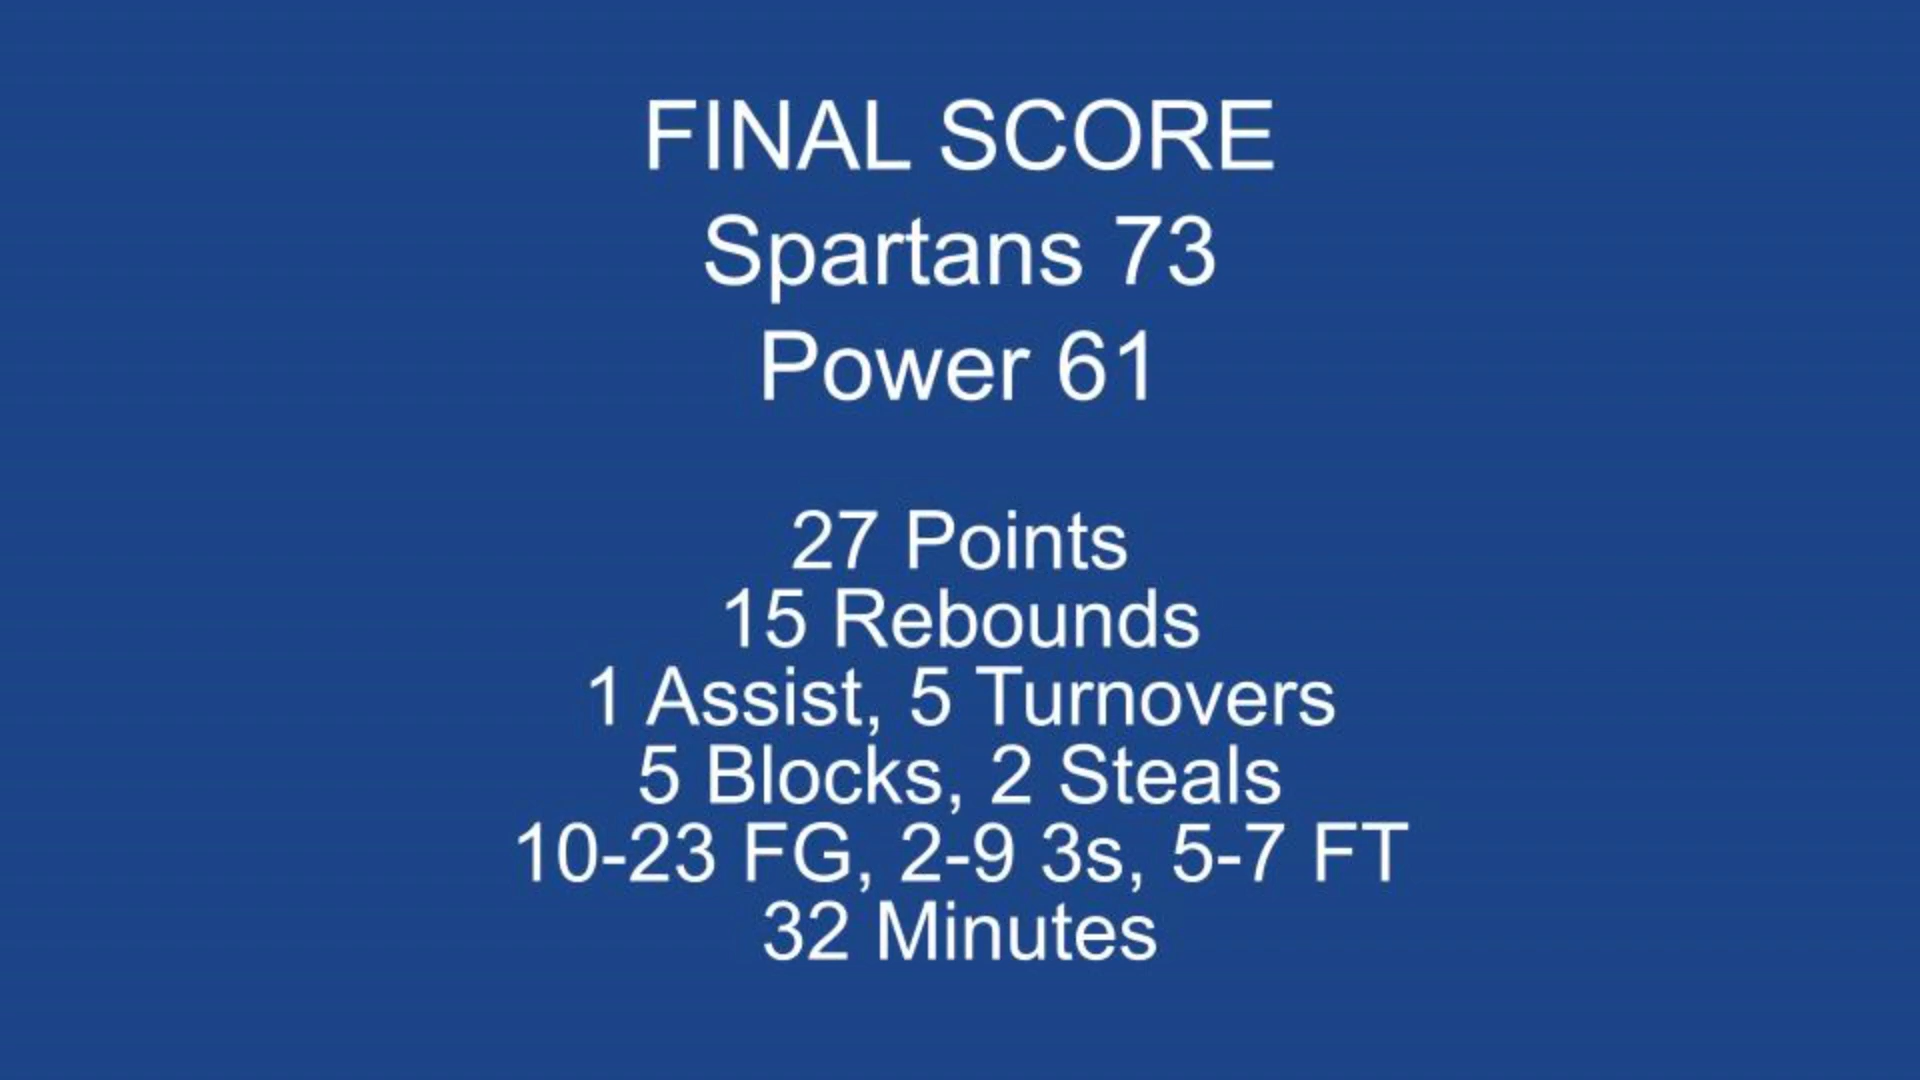 FINAL SCORE
Spartans 73
Power 61
27 Points
15 Rebounds
1 Assist, 5 Turnovers
5 Blocks, 2 Steals
10-23 FG, 2-9 3s, 5-7 FT
32 Minutes